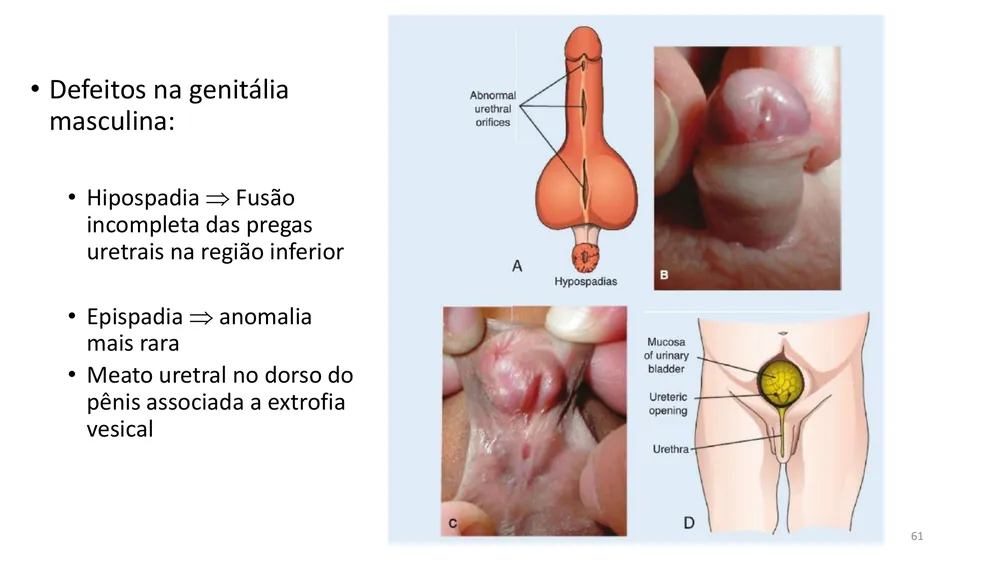 • Defeitos na genitália
masculina:
• Hipospadia ⇒ Fusão
incompleta das pregas
uretrais na região inferior
• Epispadia ⇒ anomalia
mais rara
• Meato uretral no dorso do
pênis associada a extrofia
vesical
Abnormal
urethral
orifices
A
Hypospadias
B
C
Mucosa
of urinary
bladder
Ureteric
opening
Urethra
D
61